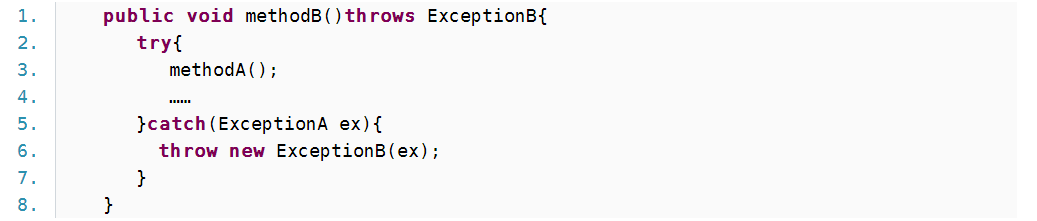 1. public void methodB()throws ExceptionB{
2. try{
3. methodA();
4. ……
5. }catch(ExceptionA ex){
6. throw new ExceptionB(ex);
7. }
8. }